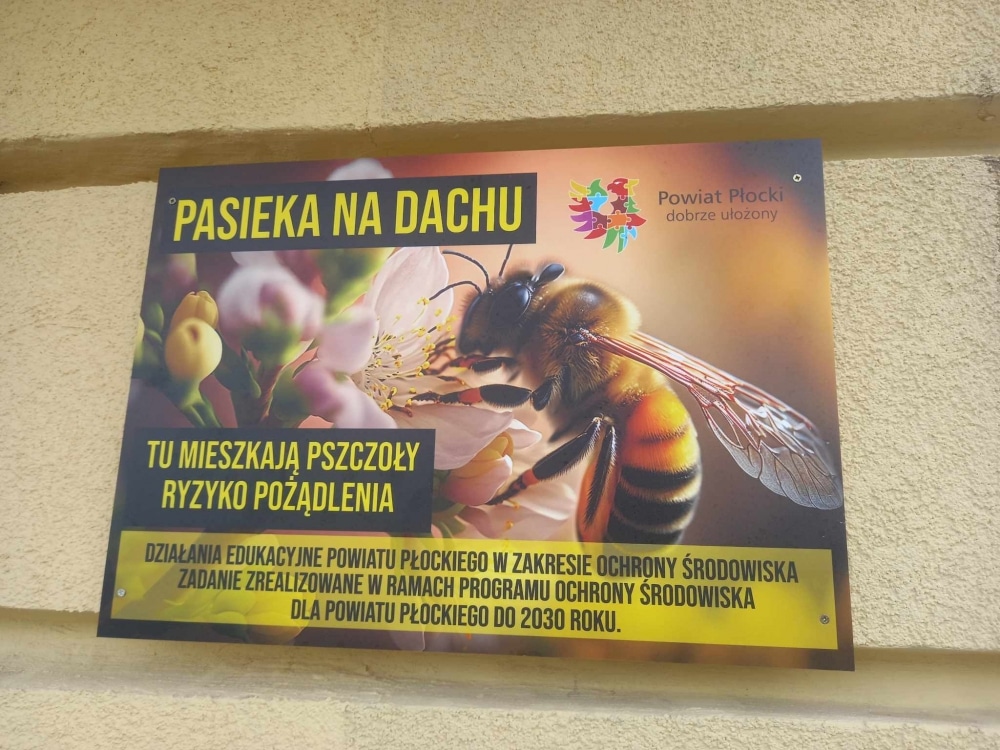 PASIEKA NA DACHU
Powiat Płocki
dobrze ułożony
TU MIESZKAJĄ PSZCZOŁY
RYZYKO POŻĄDLENIA
DZIAŁANIA EDUKACYJNE POWIATU PŁOCKIEGO W ZAKRESIE OCHRONY ŚRODOWISKA
ZADANIE ZREALIZOWANE W RAMACH PROGRAMU OCHRONY ŚRODOWISKA
DLA POWIATU PŁOCKIEGO DO 2030 ROKU.